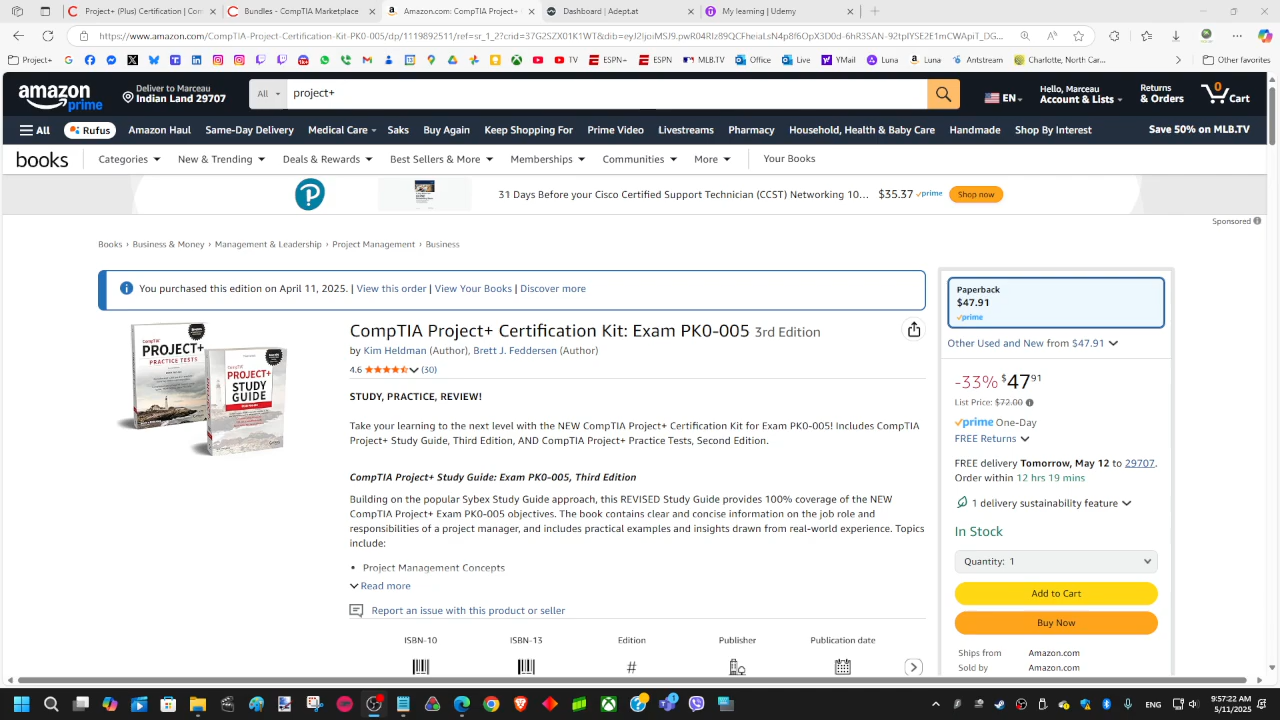 Project+ (Plus) Certification | Com
Bundles - CompTIA Marketplace
Amazon.com: CompTIA Project+
Dashboard | Adept.at
My learning | Udemy
https://www.amazon.com/CompTIA-Project-Certification-Kit-PK0-005/dp/1119892511/
Project+
ESPN+
ESPN
MLB.TV
Office
Live
YMail
Luna
Luna
Antstream
Charlotte, North Car...
Other favorites
TV
amazon
prime
Deliver to Marceau
Indian Land 29707
All
project+
EN
Hello, Marceau
Account & Lists
Returns
& Orders
0
Cart
All
Rufus
Amazon Haul
Same-Day Delivery
Medical Care
Saks
Buy Again
Keep Shopping For
Prime Video
Livestreams
Pharmacy
Household, Health & Baby Care
Handmade
Shop By Interest
Save 50% on MLB.TV
books
Categories
New & Trending
Deals & Rewards
Best Sellers & More
Memberships
Communities
More
Your Books
31 Days Before your Cisco Certified Support Technician (CCST) Networking 10...
$35.37 prime
Shop now
Sponsored
Books › Business & Money › Management & Leadership › Project Management › Business
You purchased this edition on April 11, 2025. | View this order | View Your Books | Discover more
CompTIA
PROJECT+
PRACTICE TESTS
CompTIA
PROJECT+
STUDY
GUIDE
CompTIA Project+ Certification Kit: Exam PK0-005 3rd Edition
by Kim Heldman (Author), Brett J. Feddersen (Author)
4.6 (30)
STUDY, PRACTICE, REVIEW!
Take your learning to the next level with the NEW CompTIA Project+ Certification Kit for Exam PK0-005! Includes CompTIA
Project+ Study Guide, Third Edition, AND CompTIA Project+ Practice Tests, Second Edition.
CompTIA Project+ Study Guide: Exam PK0-005, Third Edition
Building on the popular Sybex Study Guide approach, this REVISED Study Guide provides 100% coverage of the NEW
CompTIA Project+ Exam PK0-005 objectives. The book contains clear and concise information on the job role and
responsibilities of a project manager, and includes practical examples and insights drawn from real-world experience. Topics
include:
• Project Management Concepts
Read more
Report an issue with this product or seller
ISBN-10
ISBN-13
Edition
Publisher
Publication date
#
Paperback
$47.91
prime
Other Used and New from $47.91
-33% $47 91
List Price: $72.00
prime One-Day
FREE Returns
FREE delivery Tomorrow, May 12 to 29707.
Order within 12 hrs 19 mins
1 delivery sustainability feature
In Stock
Quantity: 1
Add to Cart
Buy Now
Ships from Amazon.com
Sold by Amazon.com
9:57:22 AM
5/11/2025